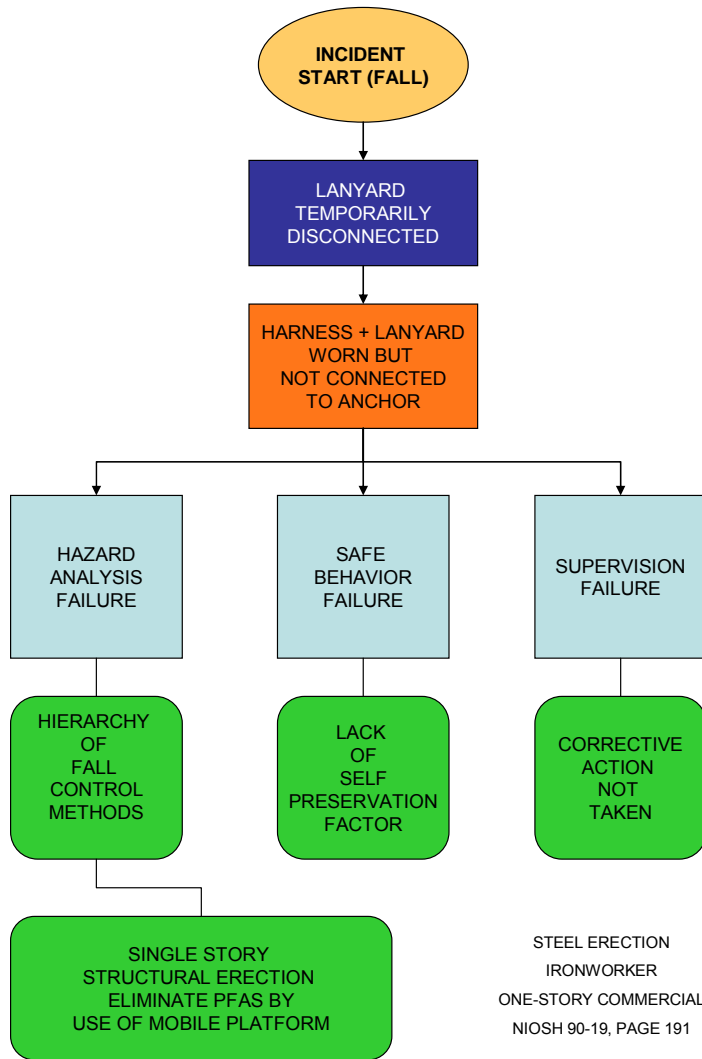 INCIDENT
START (FALL)
LANYARD
TEMPORARILY
DISCONNECTED
HARNESS + LANYARD
WORN BUT
NOT CONNECTED
TO ANCHOR
HAZARD
ANALYSIS
FAILURE
SAFE
BEHAVIOR
FAILURE
SUPERVISION
FAILURE
HIERARCHY
OF
FALL
CONTROL
METHODS
LACK
OF
SELF
PRESERVATION
FACTOR
CORRECTIVE
ACTION
NOT
TAKEN
SINGLE STORY
STRUCTURAL ERECTION
ELIMINATE PFAS BY
USE OF MOBILE PLATFORM
STEEL ERECTION
IRONWORKER
ONE-STORY COMMERCIAL
NIOSH 90-19, PAGE 191